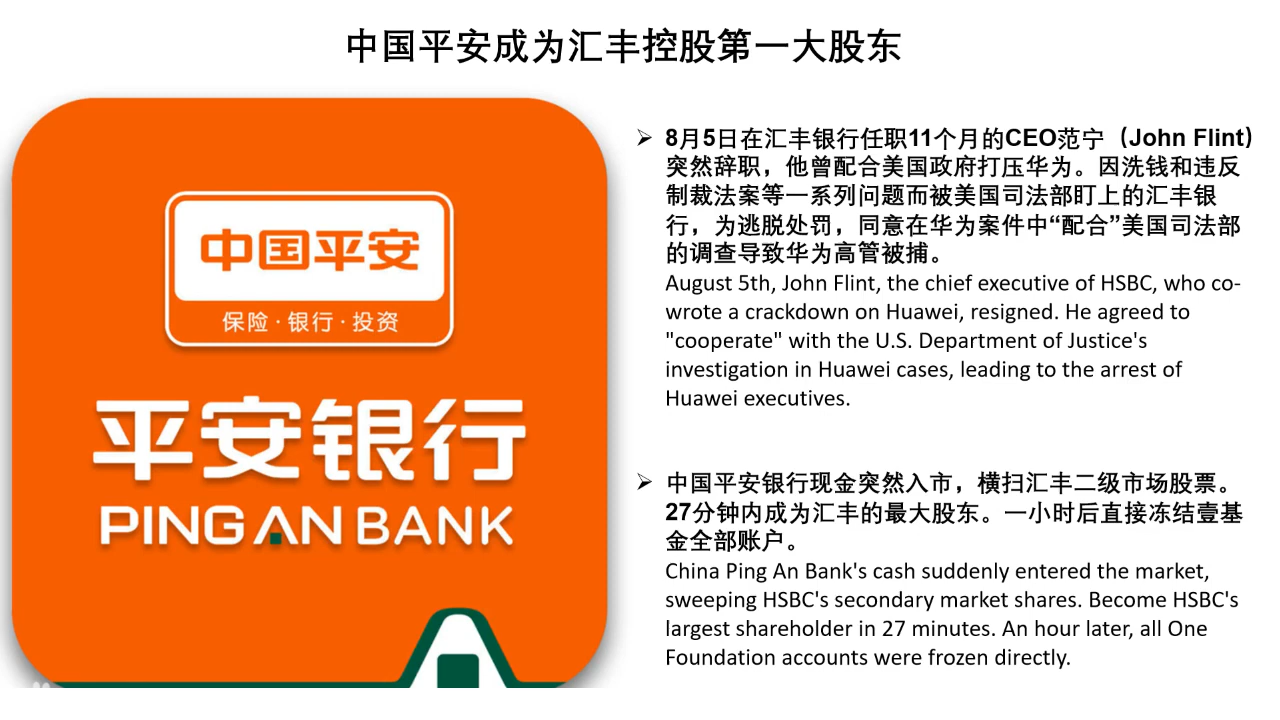 中国平安成为汇丰控股第一大股东
中国平安
保险·银行·投资
平安银行
PING AN BANK
➢ 8月5日在汇丰银行任职11个月的CEO范宁（John Flint）
突然辞职，他曾配合美国政府打压华为。因洗钱和违反
制裁法案等一系列问题而被美国司法部盯上的汇丰银
行，为逃脱处罚，同意在华为案件中“配合”美国司法部
的调查导致华为高管被捕。
August 5th, John Flint, the chief executive of HSBC, who co-
wrote a crackdown on Huawei, resigned. He agreed to
"cooperate" with the U.S. Department of Justice's
investigation in Huawei cases, leading to the arrest of
Huawei executives.
➢ 中国平安银行现金突然入市，横扫汇丰二级市场股票。
27分钟内成为汇丰的最大股东。一小时后直接冻结壹基
金全部账户。
China Ping An Bank's cash suddenly entered the market,
sweeping HSBC's secondary market shares. Become HSBC's
largest shareholder in 27 minutes. An hour later, all One
Foundation accounts were frozen directly.